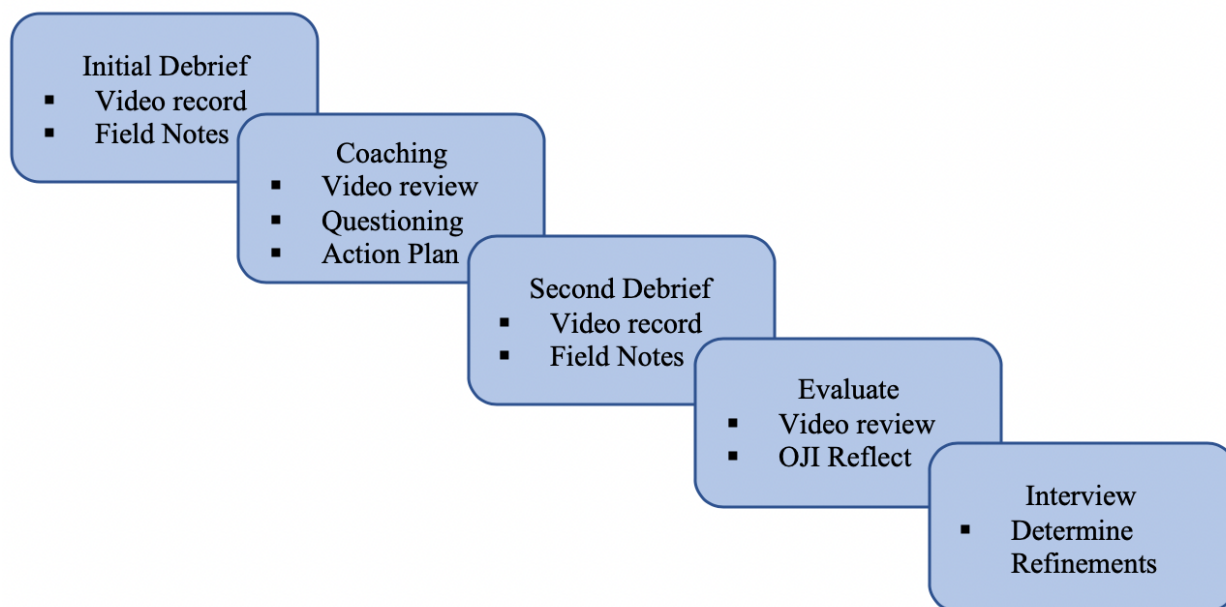 Initial Debrief
▪ Video record
▪ Field Notes
Coaching
▪ Video review
▪ Questioning
▪ Action Plan
Second Debrief
▪ Video record
▪ Field Notes
Evaluate
▪ Video review
▪ OJI Reflect
Interview
▪ Determine
Refinements